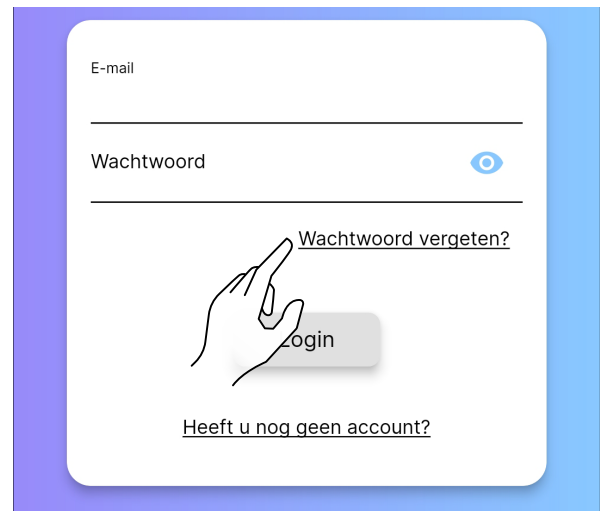 E-mail
Wachtwoord
Wachtwoord vergeten?
Login
Heeft u nog geen account?